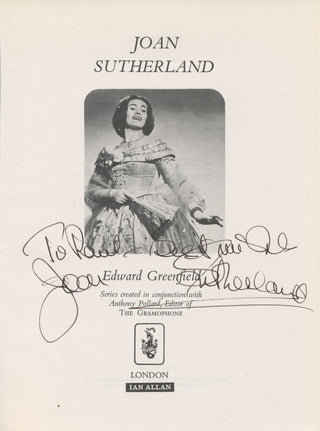 JOAN
SUTHERLAND
To Paul - Best wishes
Edward Greenfield
Joan Sutherland
Series created in conjunction with
Anthony Pollard, Editor of
THE GRAMOPHONE
LONDON
IAN ALLAN